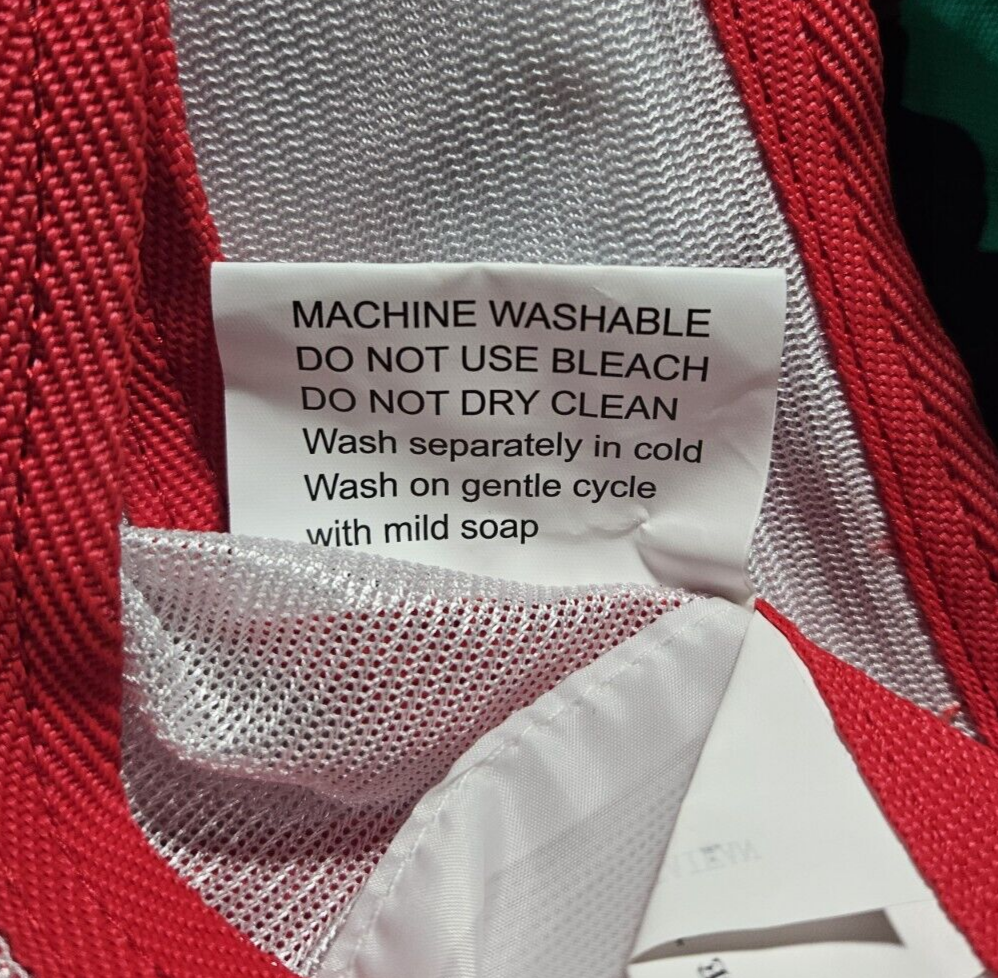 MACHINE WASHABLE
DO NOT USE BLEACH
DO NOT DRY CLEAN
Wash separately in cold
Wash on gentle cycle
with mild soap